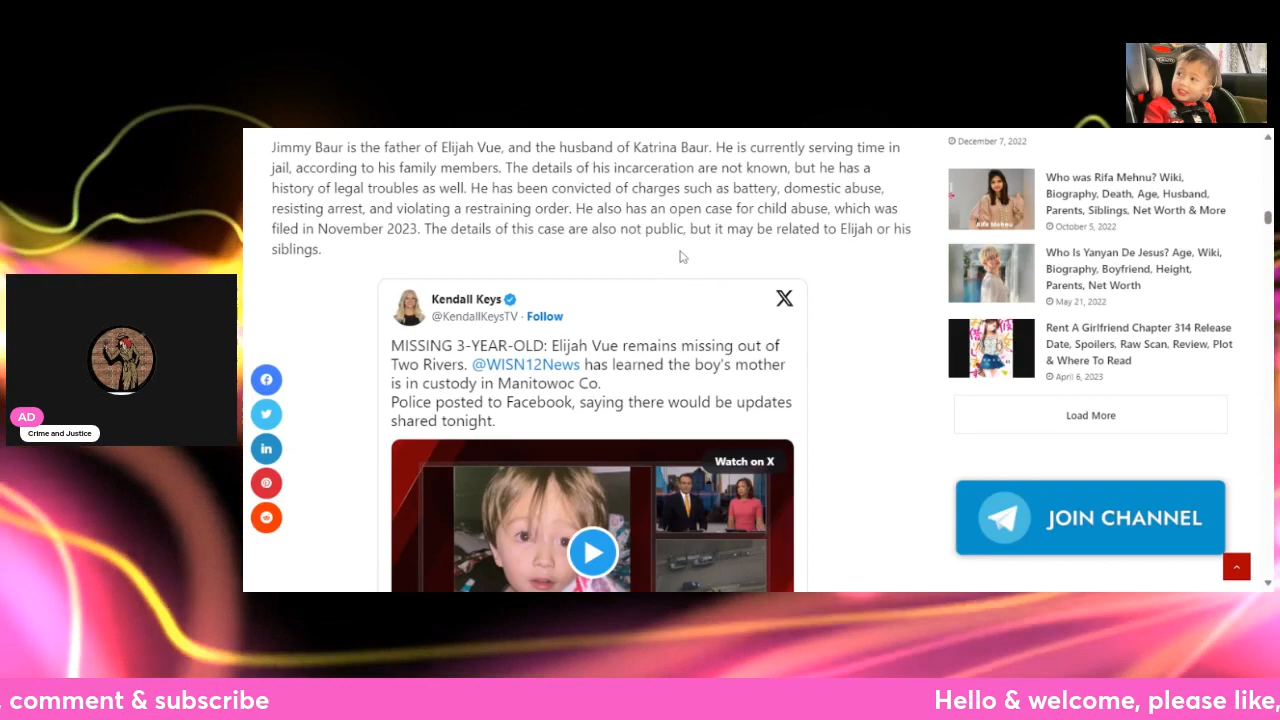 Jimmy Baur is the father of Elijah Vue, and the husband of Katrina Baur. He is currently serving time in
jail, according to his family members. The details of his incarceration are not known, but he has a
history of legal troubles as well. He has been convicted of charges such as battery, domestic abuse,
resisting arrest, and violating a restraining order. He also has an open case for child abuse, which was
filed in November 2023. The details of this case are also not public, but it may be related to Elijah or his
siblings.
Kendall Keys
@KendallKeysTV · Follow
MISSING 3-YEAR-OLD: Elijah Vue remains missing out of
Two Rivers. @WISN12News has learned the boy's mother
is in custody in Manitowoc Co.
Police posted to Facebook, saying there would be updates
shared tonight.
Watch on X
December 7, 2022
Who was Rifa Mehnu? Wiki,
Biography, Death, Age, Husband,
Parents, Siblings, Net Worth & More
October 5, 2022
Rifa Mehnu
Who Is Yanyan De Jesus? Age, Wiki,
Biography, Boyfriend, Height,
Parents, Net Worth
May 21, 2022
Rent A Girlfriend Chapter 314 Release
Date, Spoilers, Raw Scan, Review, Plot
& Where To Read
April 6, 2023
Load More
JOIN CHANNEL
AD
Crime and Justice
, comment & subscribe
Hello & welcome, please like,